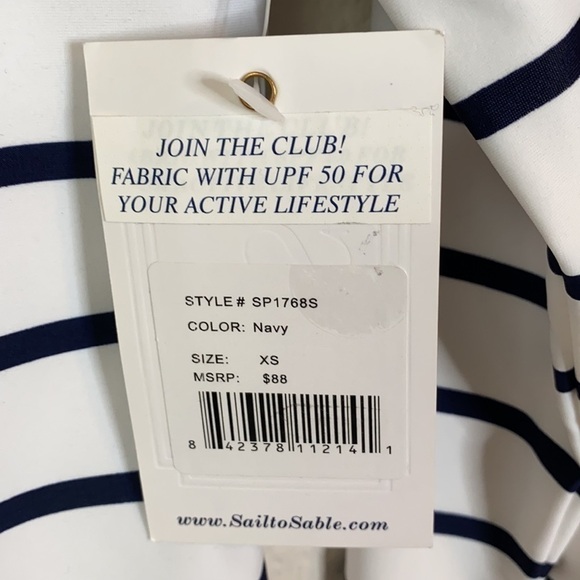 JOIN THE CLUB!
FABRIC WITH UPF 50 FOR
YOUR ACTIVE LIFESTYLE
STYLE # SP1768S
COLOR: Navy
SIZE: XS
MSRP: $88
8 42378 11214 1
www.SailtoSable.com